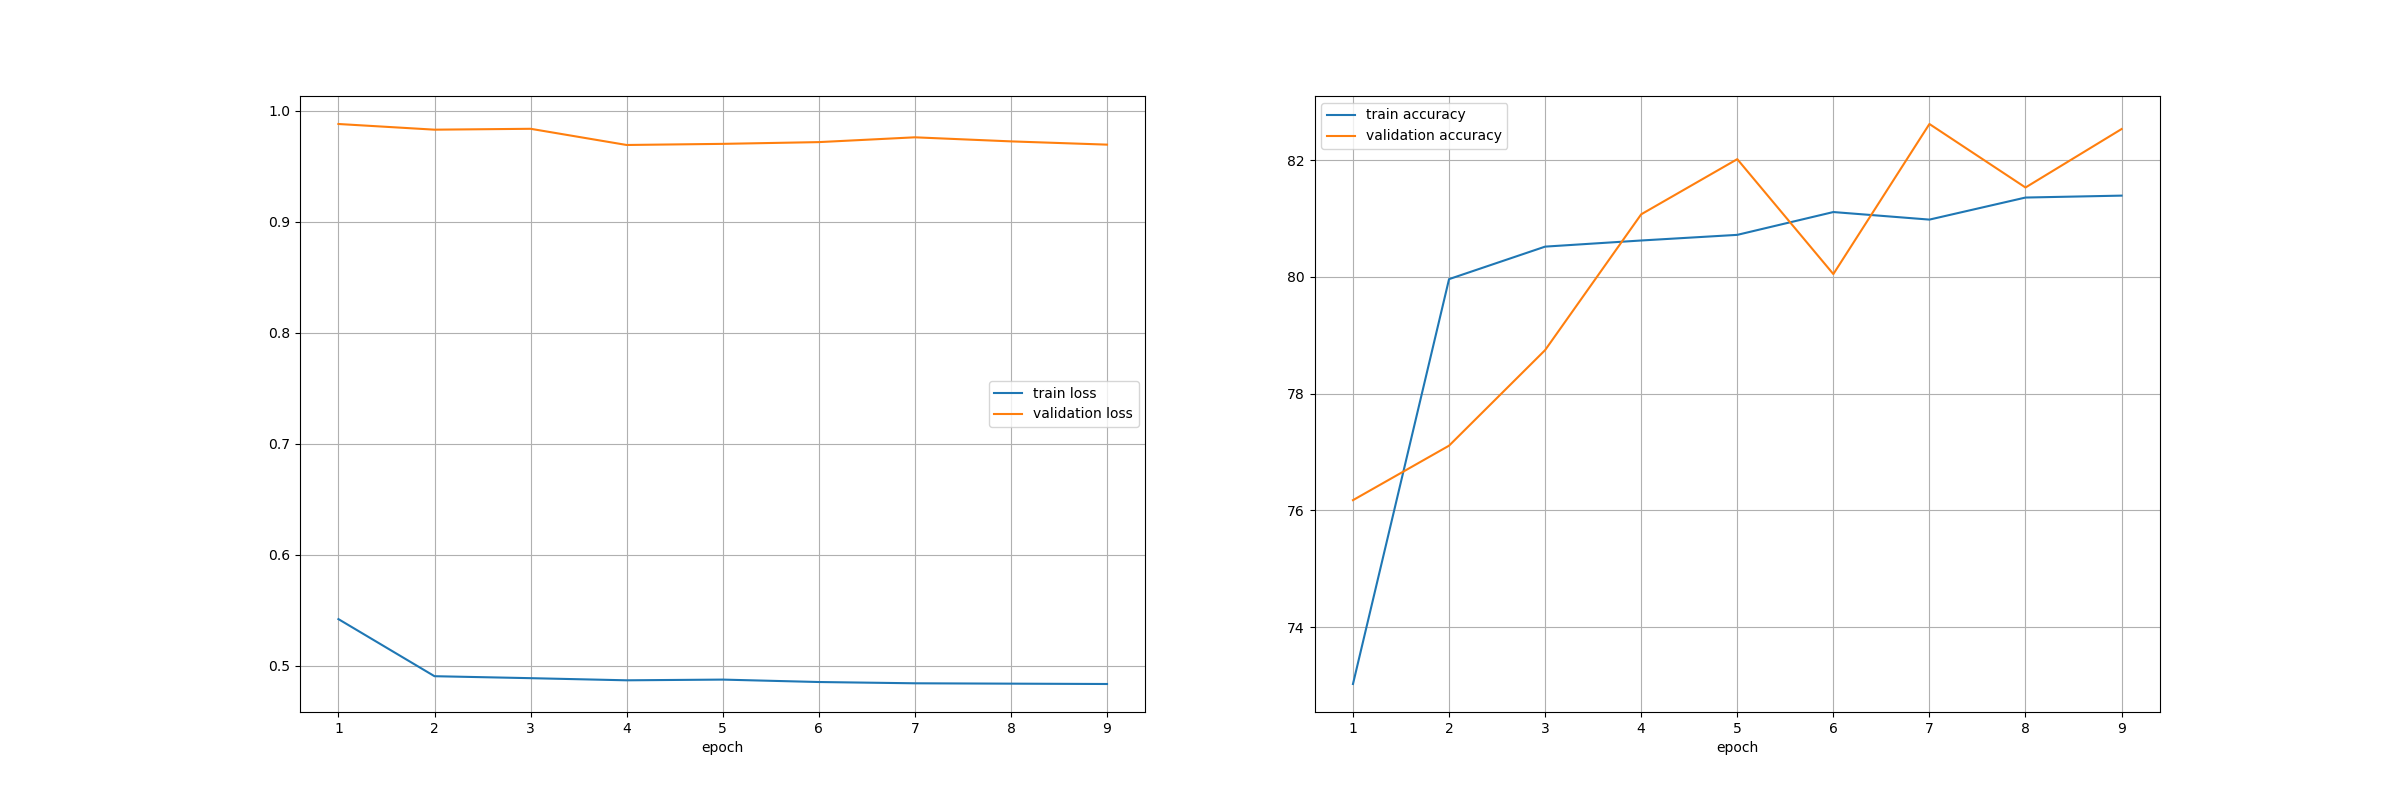 1.0
0.9
0.8
0.7
0.6
0.5
1 2 3 4 5 6 7 8 9
epoch
train loss
validation loss
train accuracy
validation accuracy
82
80
78
76
74
1 2 3 4 5 6 7 8 9
epoch